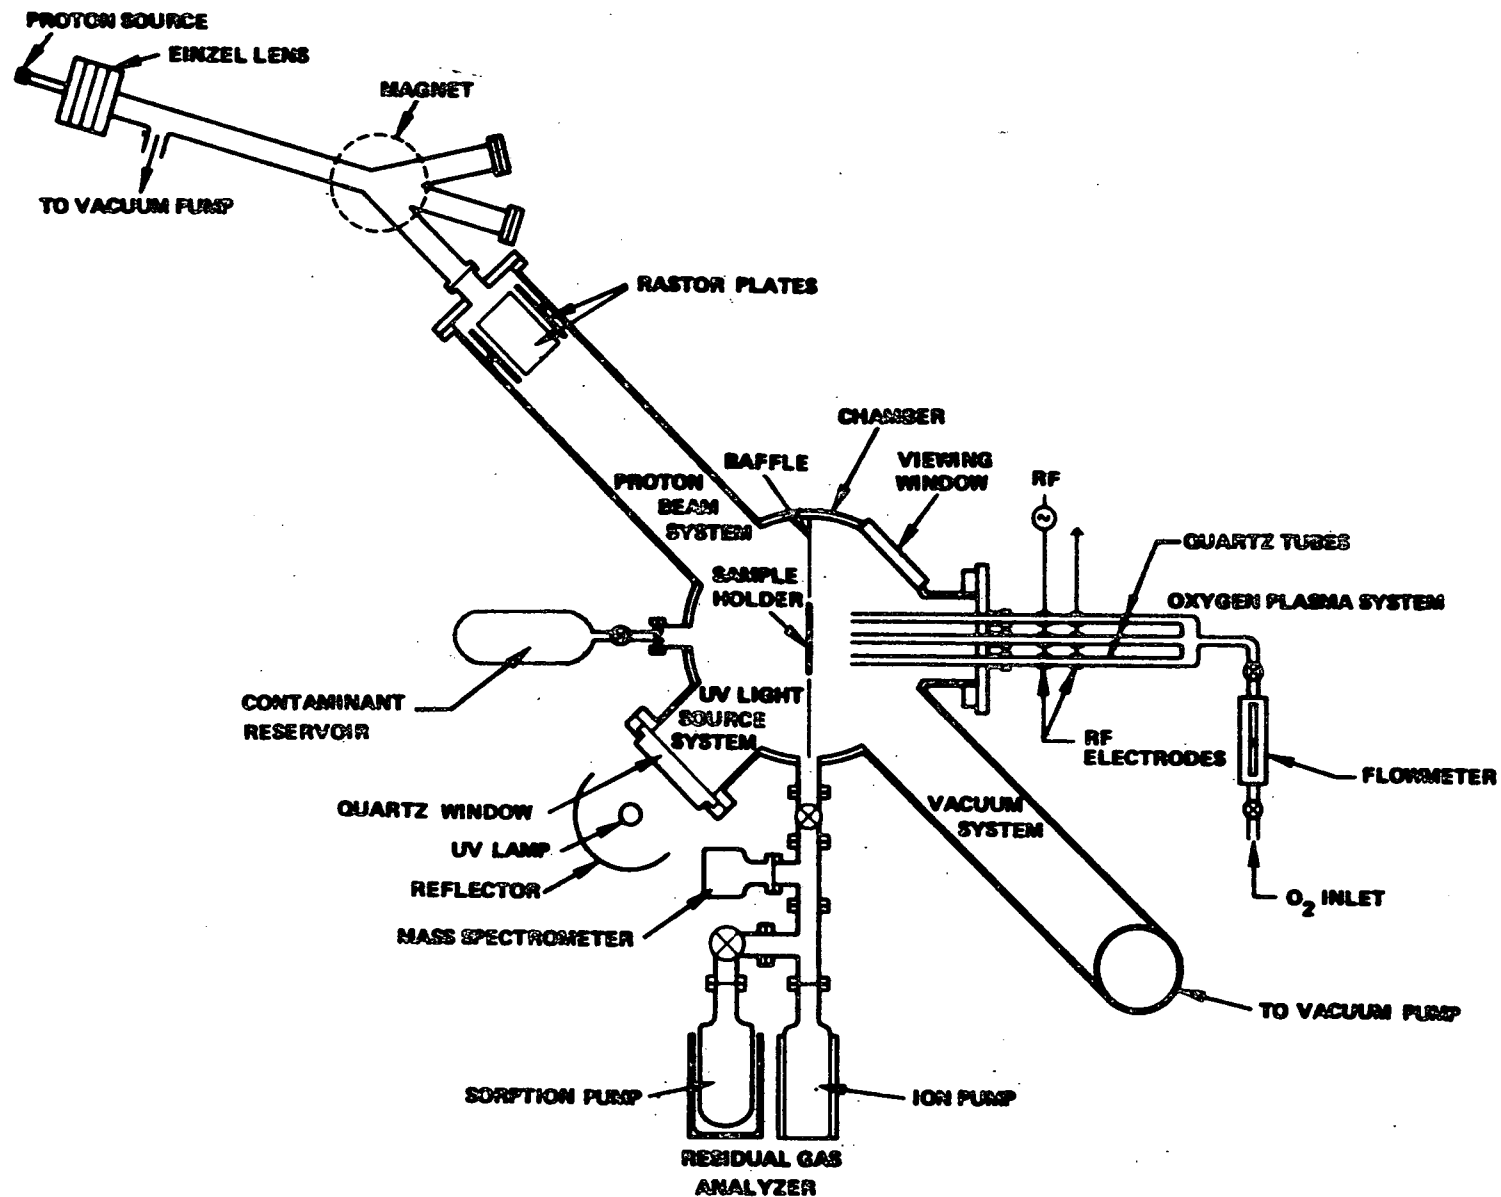 PROTON SOURCE
EINZEL LENS
MAGNET
TO VACUUM PUMP
RASTOR PLATES
CHAMBER
BAFFLE
VIEWING
WINDOW
RF
PROTON
BEAM
SYSTEM
QUARTZ TUBES
SAMPLE
HOLDER
OXYGEN PLASMA SYSTEM
CONTAMINANT
RESERVOIR
UV LIGHT
SOURCE
SYSTEM
RF
ELECTRODES
FLOWMETER
QUARTZ WINDOW
VACUUM
SYSTEM
UV LAMP
REFLECTOR
O2 INLET
MASS SPECTROMETER
TO VACUUM PUMP
SORPTION PUMP
ION PUMP
RESIDUAL GAS
ANALYZER